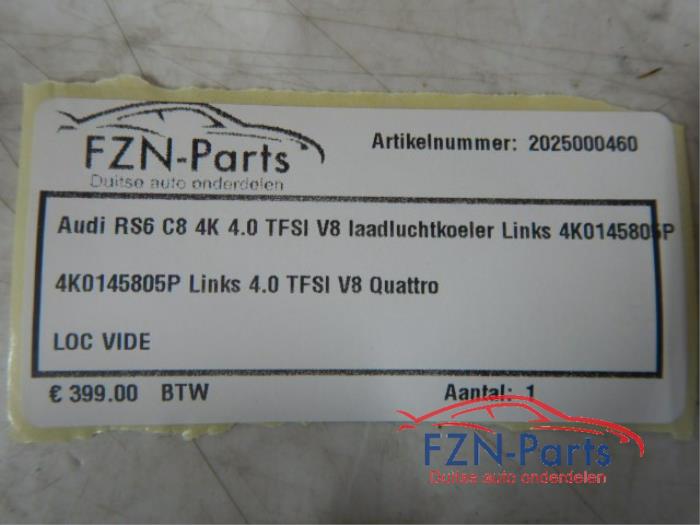 FZN-Parts
Duitse auto onderdelen
Artikelnummer: 2025000460
Audi RS6 C8 4K 4.0 TFSI V8 laadluchtkoeler Links 4K0145805P
4K0145805P Links 4.0 TFSI V8 Quattro
LOC VIDE
€ 399.00 BTW Aantal: 1
FZN-Parts
Duitse auto onderdelen